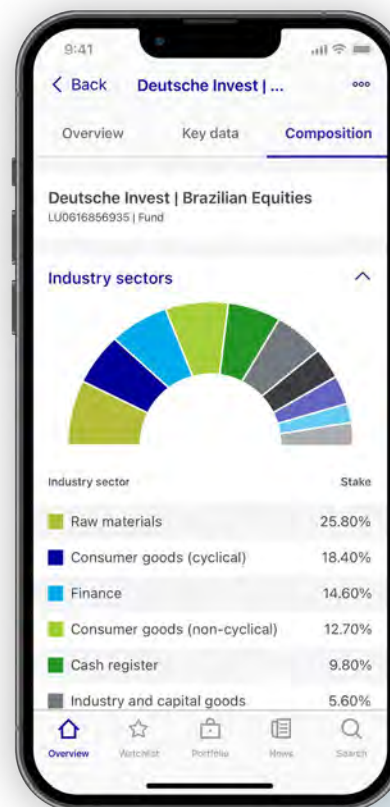 9:41
Back Deutsche Invest | ...
Overview Key data Composition
Deutsche Invest | Brazilian Equities
LU0616856935 | Fund
Industry sectors
Industry sector Stake
Raw materials 25.80%
Consumer goods (cyclical) 18.40%
Finance 14.60%
Consumer goods (non-cyclical) 12.70%
Cash register 9.80%
Industry and capital goods 5.60%
Overview Watchlist Portfolio News Search